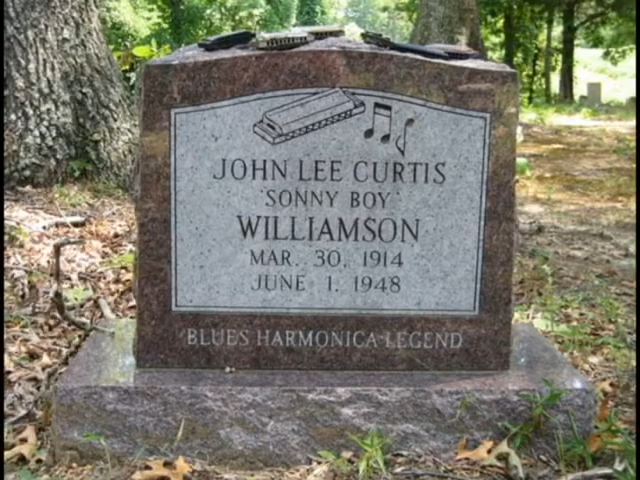 JOHN LEE CURTIS
"SONNY BOY"
WILLIAMSON
MAR. 30, 1914
JUNE 1, 1948
BLUES HARMONICA LEGEND